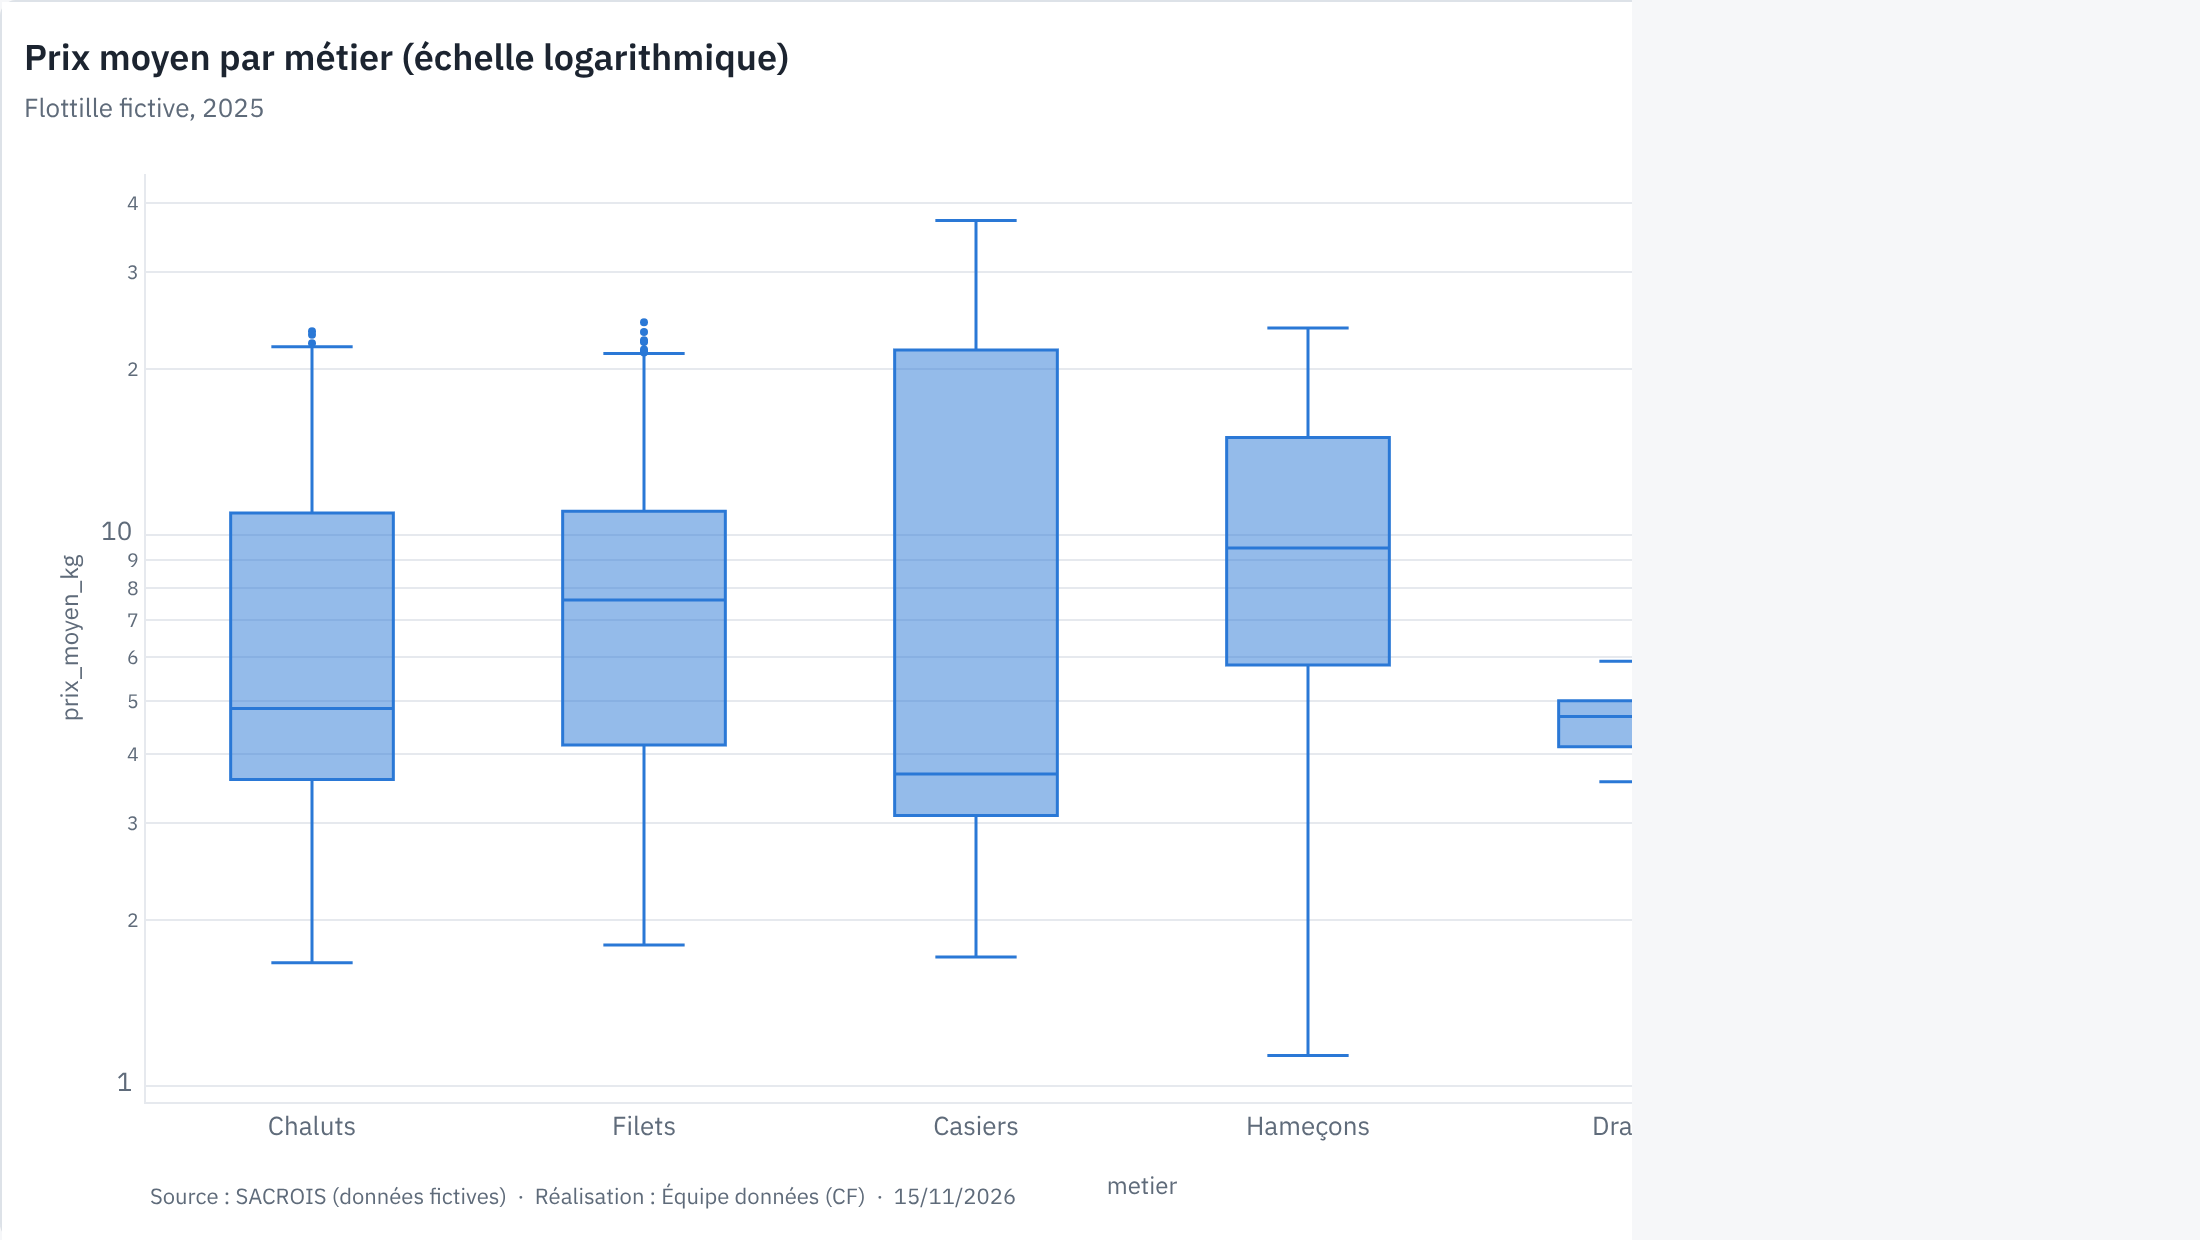 Prix moyen par métier (échelle logarithmique)
Flottille fictive, 2025
4
3
2
10
9
8
7
6
5
4
3
2
1
prix_moyen_kg
Chaluts Filets Casiers Hameçons Dra
metier
Source : SACROIS (données fictives) · Réalisation : Équipe données (CF) · 15/11/2026